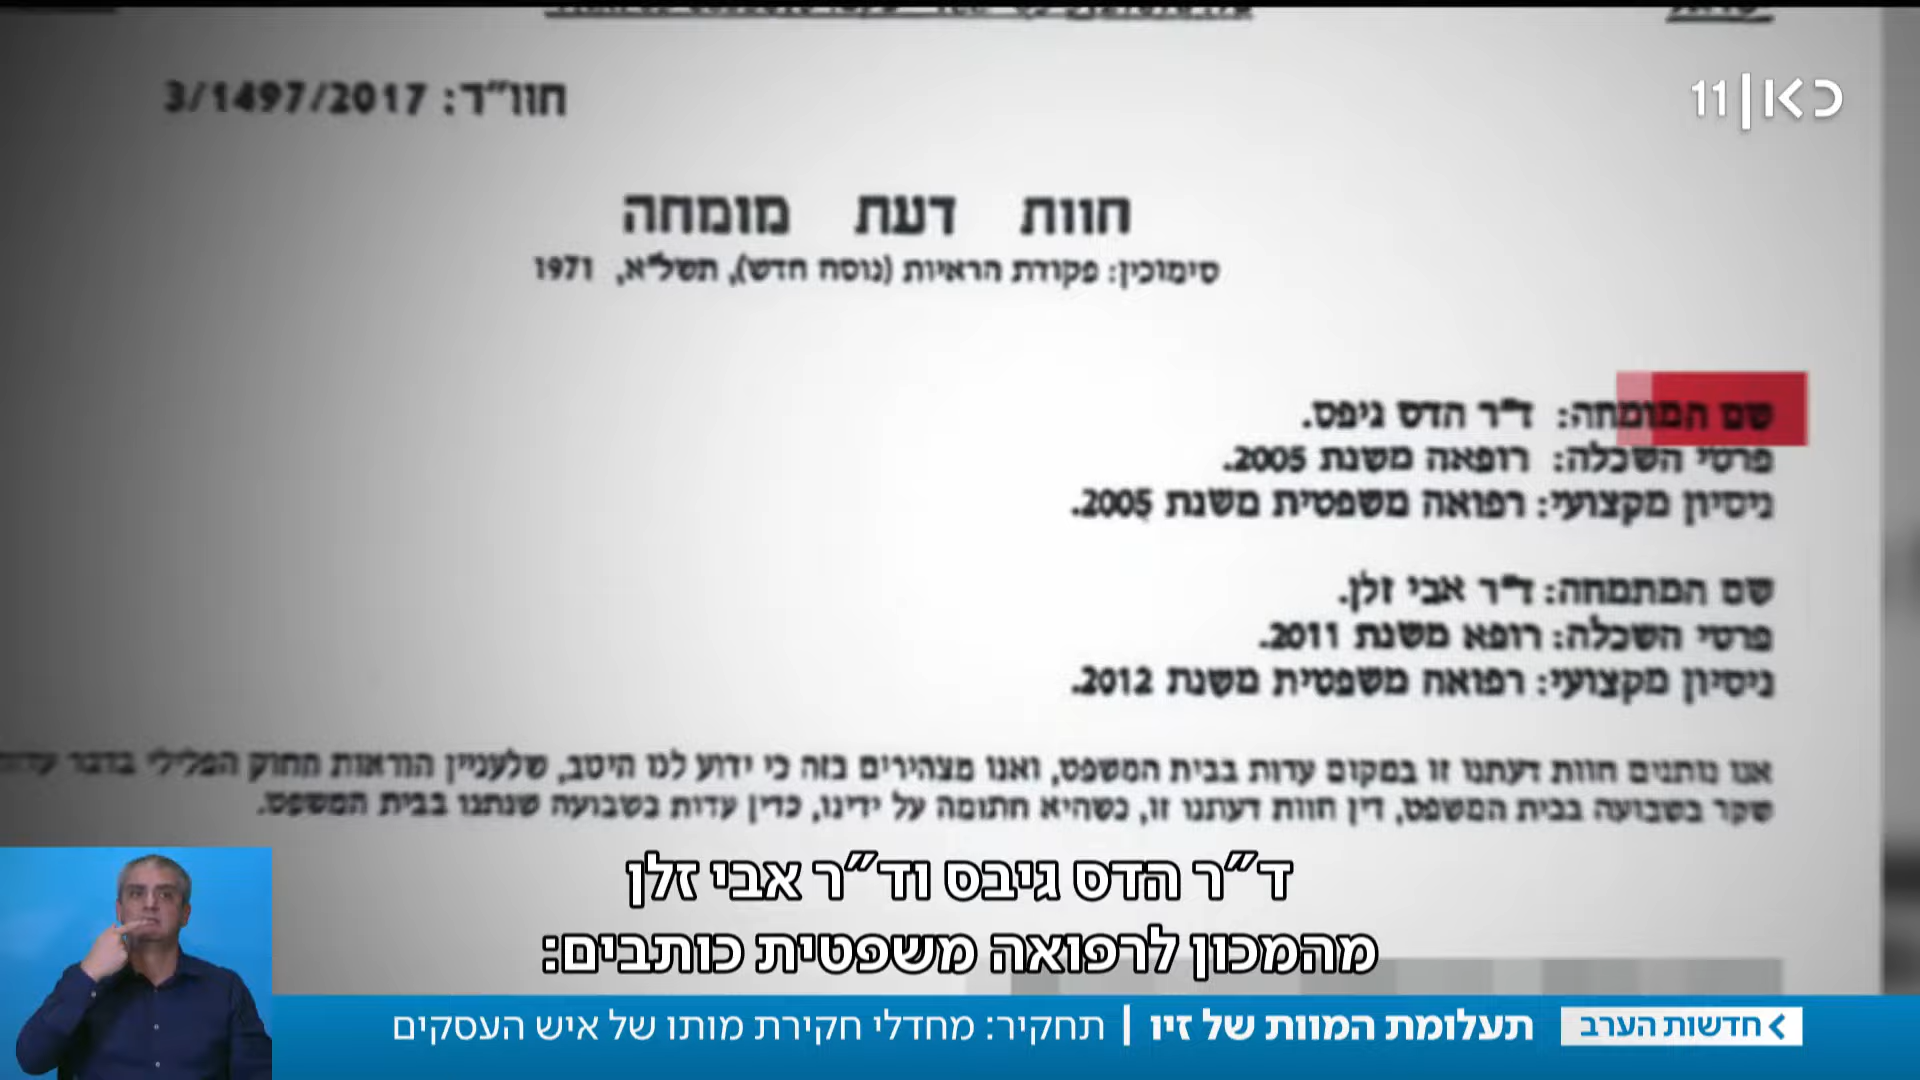 כאן 11
חוו"ד: 3/1497/2017
חוות דעת מומחה
סימוכין: פקודת הראיות (נוסח חדש), תשל"א, 1971
שם המומחה: ד"ר הדס גיפס.
פרטי השכלה: רופאה משנת 2005.
ניסיון מקצועי: רפואה משפטית משנת 2005.
שם המתמחה: ד"ר אבי זלן.
פרטי השכלה: רופא משנת 2011.
ניסיון מקצועי: רפואה משפטית משנת 2012.
אנו נותנים חוות דעתנו זו במקום עדות בבית המשפט, ואנו מצהירים בזה כי ידוע לנו היטב, שלעניין הוראות החוק הפלילי בדבר עדות
שקר בשבועה בבית המשפט, דין חוות דעתנו זו, כשהיא חתומה על ידינו, כדין עדות בשבועה שנתנו בבית המשפט.
ד"ר הדס גיבס וד"ר אבי זלן
מהמכון לרפואה משפטית כותבים:
חדשות הערב
תעלומת המוות של זיו | תחקיר: מחדלי חקירת מותו של איש העסקים